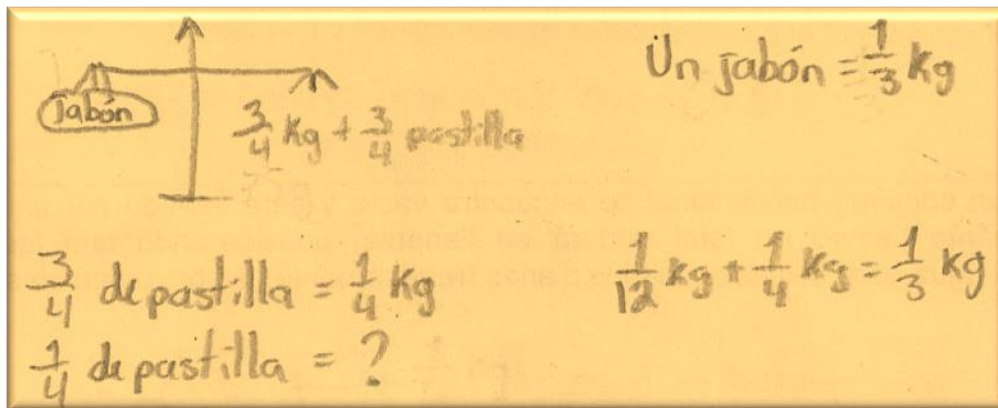 Jabón
3/4 Kg + 3/4 pastilla
Un jabón = 1/3 Kg
3/4 de pastilla = 1/4 Kg
1/4 de pastilla = ?
1/12 kg + 1/4 Kg = 1/3 kg